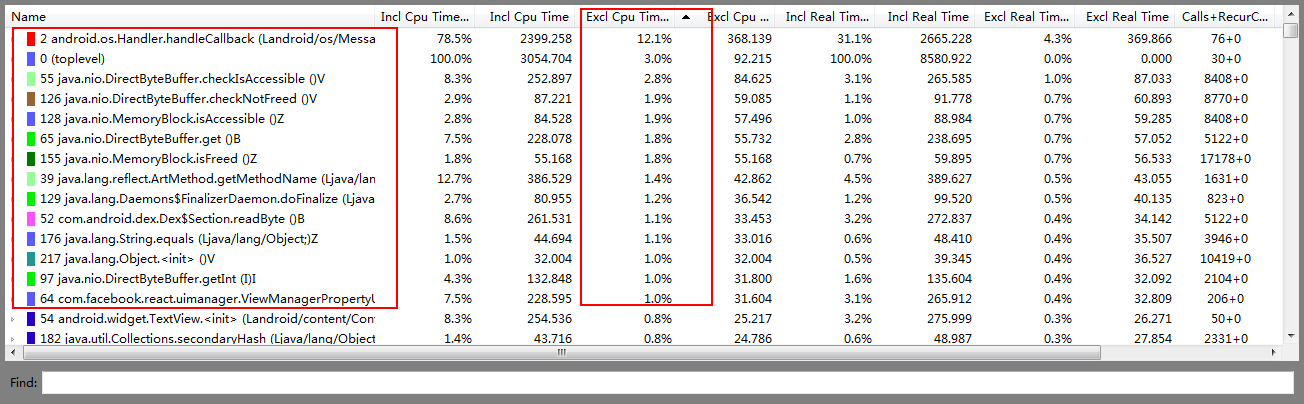 Name Incl Cpu Time... Incl Cpu Time Excl Cpu Tim... Excl Cpu ... Incl Real Tim... Incl Real Time Excl Real Tim... Excl Real Time Calls+RecurC...
2 android.os.Handler.handleCallback (Landroid/os/Messa 78.5% 2399.258 12.1% 368.139 31.1% 2665.228 4.3% 369.866 76+0
0 (toplevel) 100.0% 3054.704 3.0% 92.215 100.0% 8580.922 0.0% 0.000 30+0
55 java.nio.DirectByteBuffer.checkIsAccessible ()V 8.3% 252.897 2.8% 84.625 3.1% 265.585 1.0% 87.033 8408+0
126 java.nio.DirectByteBuffer.checkNotFreed ()V 2.9% 87.221 1.9% 59.085 1.1% 91.778 0.7% 60.893 8770+0
128 java.nio.MemoryBlock.isAccessible ()Z 2.8% 84.528 1.9% 57.496 1.0% 88.984 0.7% 59.285 8408+0
65 java.nio.DirectByteBuffer.get ()B 7.5% 228.078 1.8% 55.732 2.8% 238.695 0.7% 57.052 5122+0
155 java.nio.MemoryBlock.isFreed ()Z 1.8% 55.168 1.8% 55.168 0.7% 59.895 0.7% 56.533 17178+0
39 java.lang.reflect.ArtMethod.getMethodName (Ljava/lan 12.7% 386.529 1.4% 42.862 4.5% 389.627 0.5% 43.055 1631+0
129 java.lang.Daemons$FinalizerDaemon.doFinalize (Ljava 2.7% 80.955 1.2% 36.542 1.2% 99.520 0.5% 40.135 823+0
52 com.android.dex.Dex$Section.readByte ()B 8.6% 261.531 1.1% 33.453 3.2% 272.837 0.4% 34.142 5122+0
176 java.lang.String.equals (Ljava/lang/Object;)Z 1.5% 44.694 1.1% 33.016 0.6% 48.410 0.4% 35.507 3946+0
217 java.lang.Object.<init> ()V 1.0% 32.004 1.0% 32.004 0.5% 39.345 0.4% 36.527 10419+0
97 java.nio.DirectByteBuffer.getInt (I)I 4.3% 132.848 1.0% 31.800 1.6% 135.604 0.4% 32.092 2104+0
64 com.facebook.react.uimanager.ViewManagerPropertyU 7.5% 228.595 1.0% 31.604 3.1% 265.912 0.4% 32.809 206+0
54 android.widget.TextView.<init> (Landroid/content/Con 8.3% 254.536 0.8% 25.217 3.2% 275.999 0.3% 26.271 50+0
182 java.util.Collections.secondaryHash (Ljava/lang/Object 1.4% 43.716 0.8% 24.786 0.6% 48.987 0.3% 27.854 2331+0
Find: